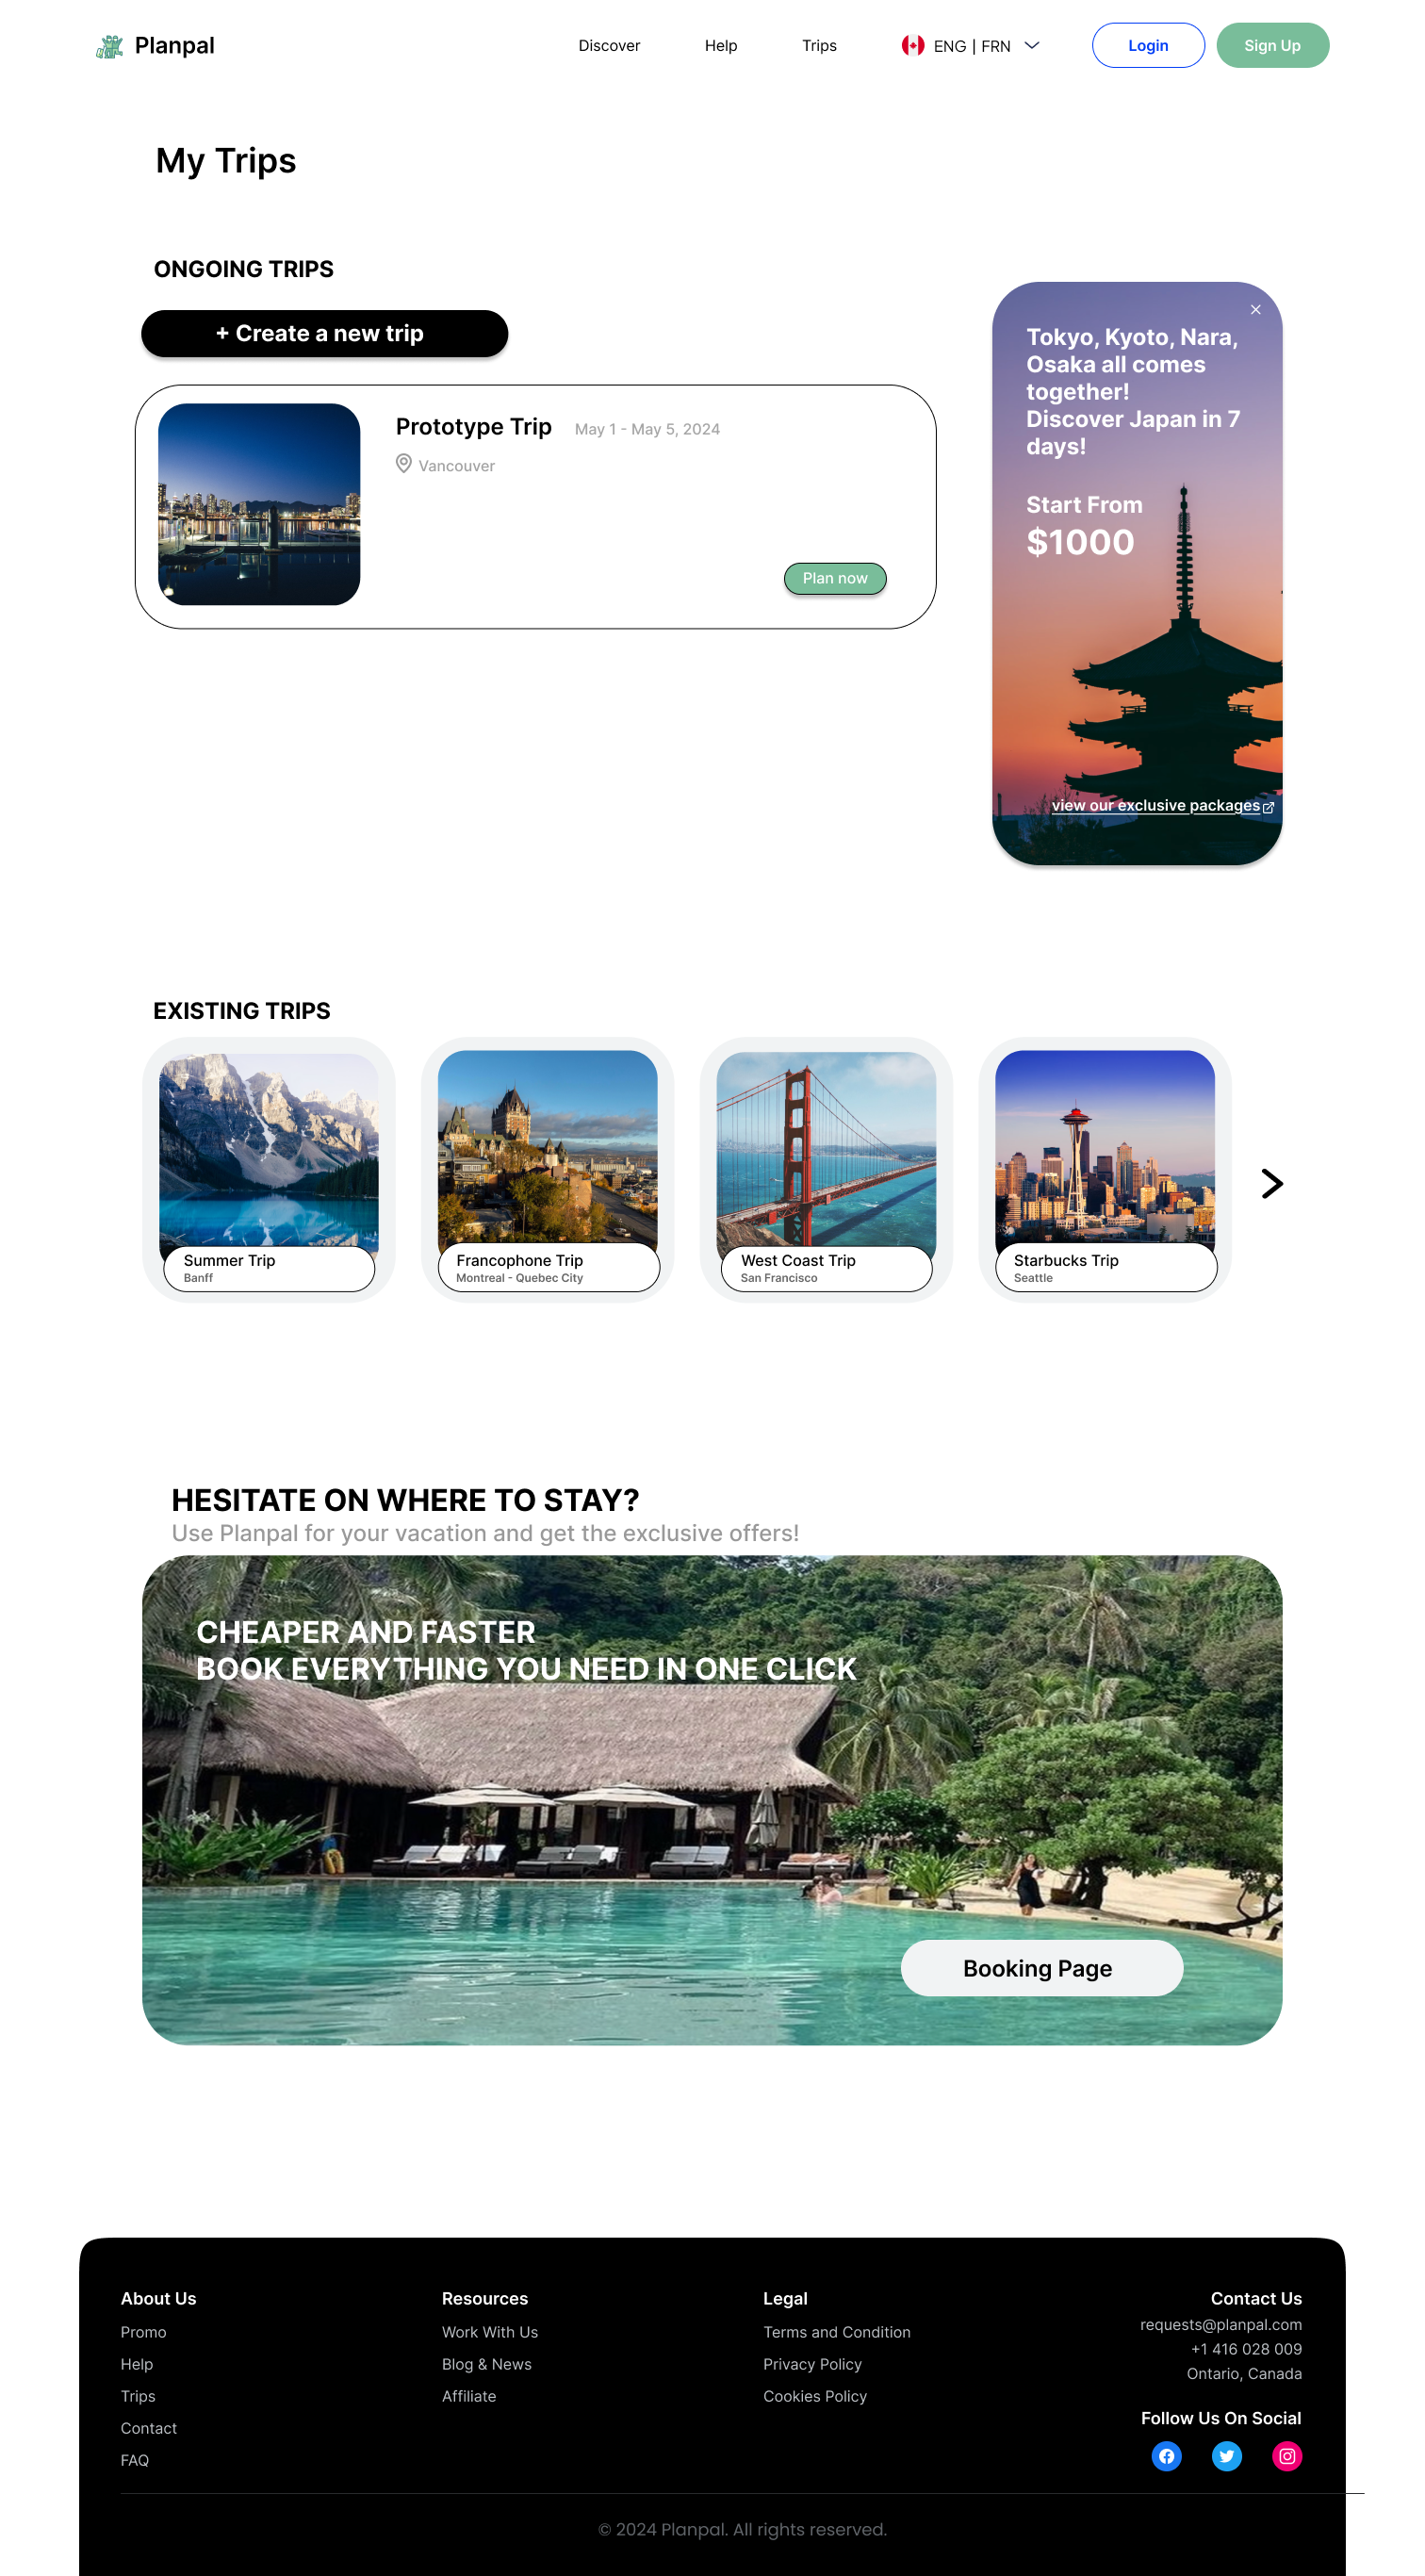 Planpal
Discover
Help
Trips
ENG | FRN
Login
Sign Up
My Trips
ONGOING TRIPS
+ Create a new trip
Prototype Trip
May 1 - May 5, 2024
Vancouver
Plan now
Tokyo, Kyoto, Nara,
Osaka all comes
together!
Discover Japan in 7
days!
Start From
$1000
view our exclusive packages
EXISTING TRIPS
Summer Trip
Banff
Francophone Trip
Montreal - Quebec City
West Coast Trip
San Francisco
Starbucks Trip
Seattle
HESITATE ON WHERE TO STAY?
Use Planpal for your vacation and get the exclusive offers!
CHEAPER AND FASTER
BOOK EVERYTHING YOU NEED IN ONE CLICK
Booking Page
About Us
Promo
Help
Trips
Contact
FAQ
Resources
Work With Us
Blog & News
Affiliate
Legal
Terms and Condition
Privacy Policy
Cookies Policy
Contact Us
requests@planpal.com
+1 416 028 009
Ontario, Canada
Follow Us On Social
© 2024 Planpal. All rights reserved.